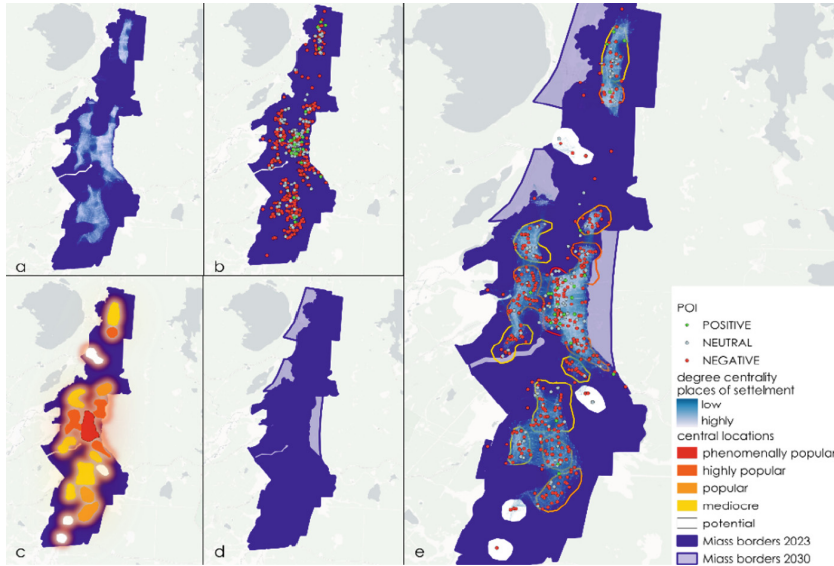 a
b
c
d
e
POI
POSITIVE
NEUTRAL
NEGATIVE
degree centrality
places of settelment
low
highly
central locations
phenomenally popular
highly popular
popular
mediocre
potential
Miass borders 2023
Miass borders 2030